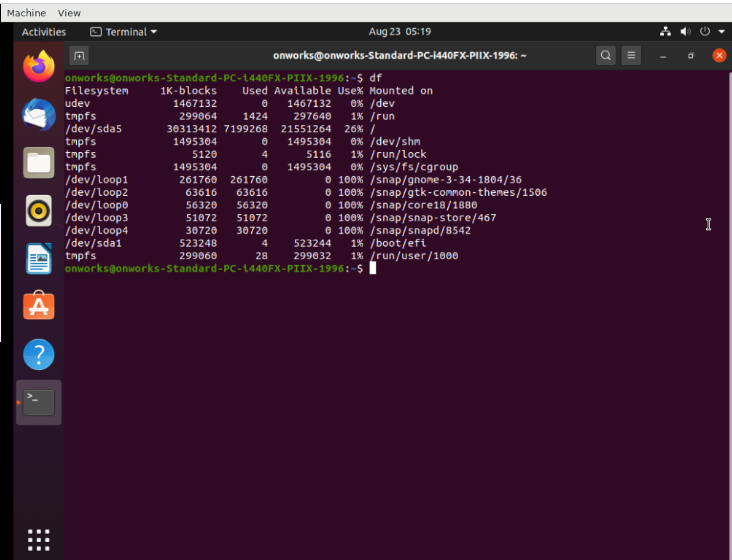 Machine View
Activities Terminal Aug 23 05:19
onworks@onworks-Standard-PC-i440FX-PIIX-1996: ~
onworks@onworks-Standard-PC-i440FX-PIIX-1996:~$ df
Filesystem 1K-blocks Used Available Use% Mounted on
udev 1467132 0 1467132 0% /dev
tmpfs 299064 1424 297640 1% /run
/dev/sda5 30313412 7199268 21551264 26% /
tmpfs 1495304 0 1495304 0% /dev/shm
tmpfs 5120 4 5116 1% /run/lock
tmpfs 1495304 0 1495304 0% /sys/fs/cgroup
/dev/loop1 261760 261760 0 100% /snap/gnome-3-34-1804/36
/dev/loop2 63616 63616 0 100% /snap/gtk-common-themes/1506
/dev/loop0 56320 56320 0 100% /snap/core18/1880
/dev/loop3 51072 51072 0 100% /snap/snap-store/467
/dev/loop4 30720 30720 0 100% /snap/snapd/8542
/dev/sda1 523248 4 523244 1% /boot/efi
tmpfs 299060 28 299032 1% /run/user/1000
onworks@onworks-Standard-PC-i440FX-PIIX-1996:~$